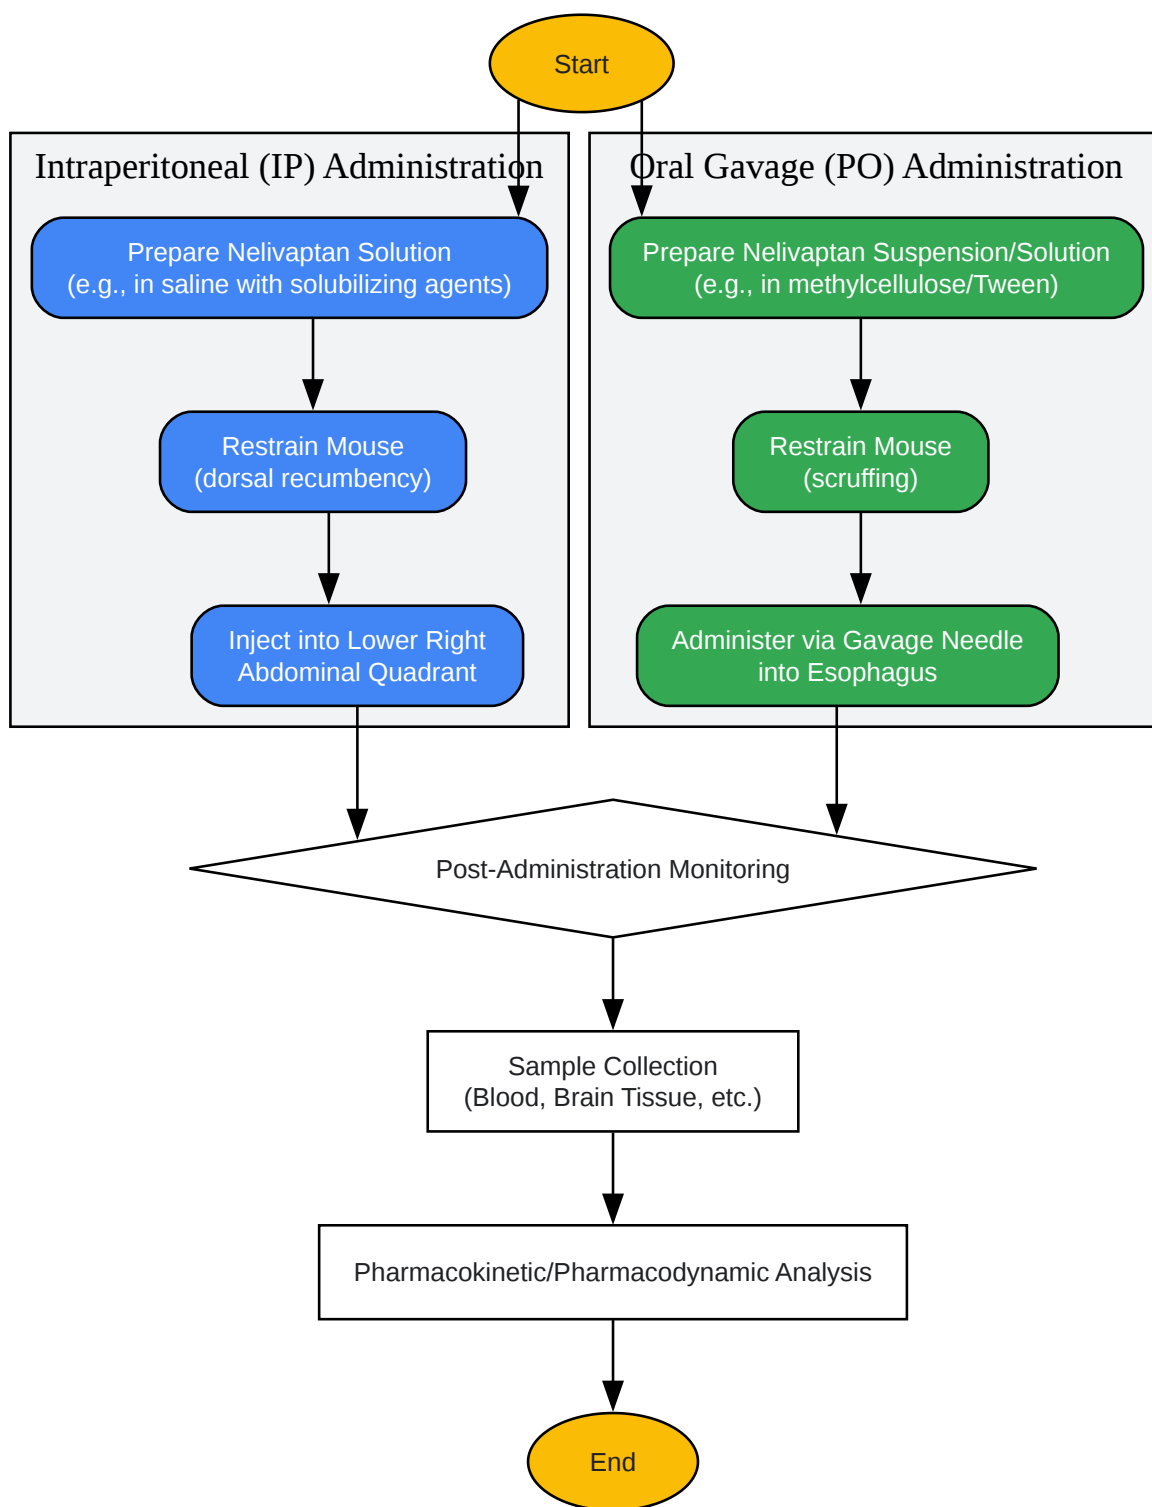 Start
Intraperitoneal (IP) Administration
Prepare Nelivaptan Solution
(e.g., in saline with solubilizing agents)
Restrain Mouse
(dorsal recumbency)
Inject into Lower Right
Abdominal Quadrant
Oral Gavage (PO) Administration
Prepare Nelivaptan Suspension/Solution
(e.g., in methylcellulose/Tween)
Restrain Mouse
(scruffing)
Administer via Gavage Needle
into Esophagus
Post-Administration Monitoring
Sample Collection
(Blood, Brain Tissue, etc.)
Pharmacokinetic/Pharmacodynamic Analysis
End